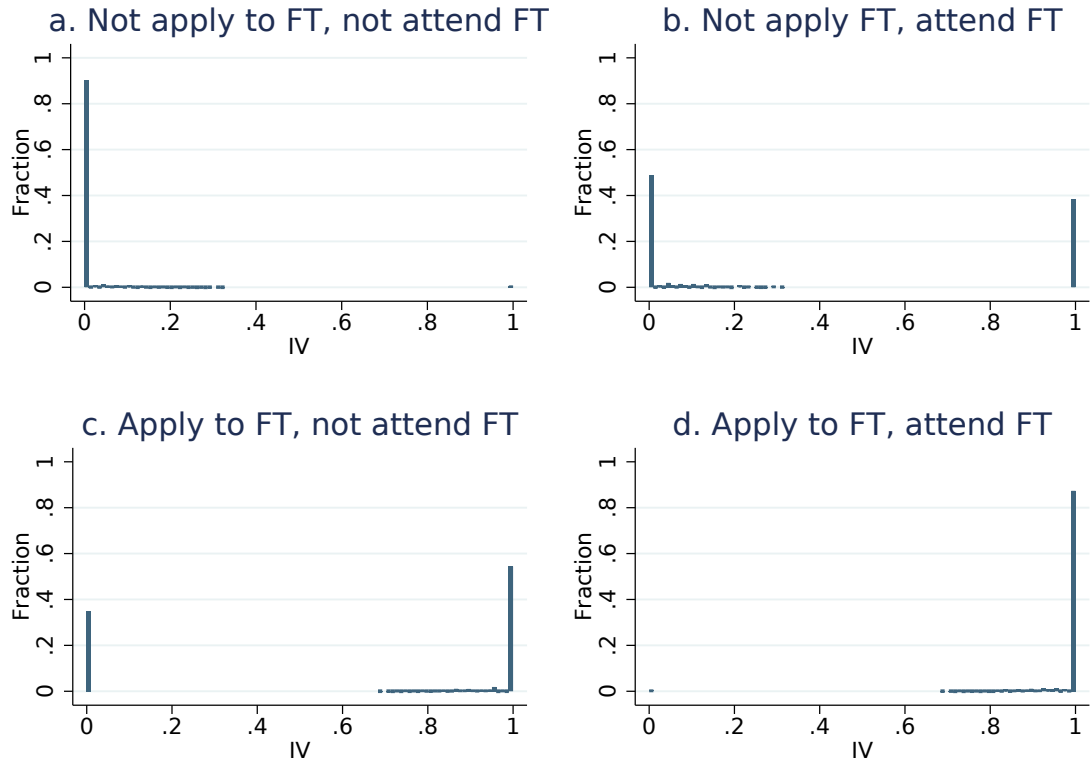 a. Not apply to FT, not attend FT
Fraction
0 .2 .4 .6 .8 1
0 .2 .4 .6 .8 1
IV
b. Not apply FT, attend FT
Fraction
0 .2 .4 .6 .8 1
0 .2 .4 .6 .8 1
IV
c. Apply to FT, not attend FT
Fraction
0 .2 .4 .6 .8 1
0 .2 .4 .6 .8 1
IV
d. Apply to FT, attend FT
Fraction
0 .2 .4 .6 .8 1
0 .2 .4 .6 .8 1
IV